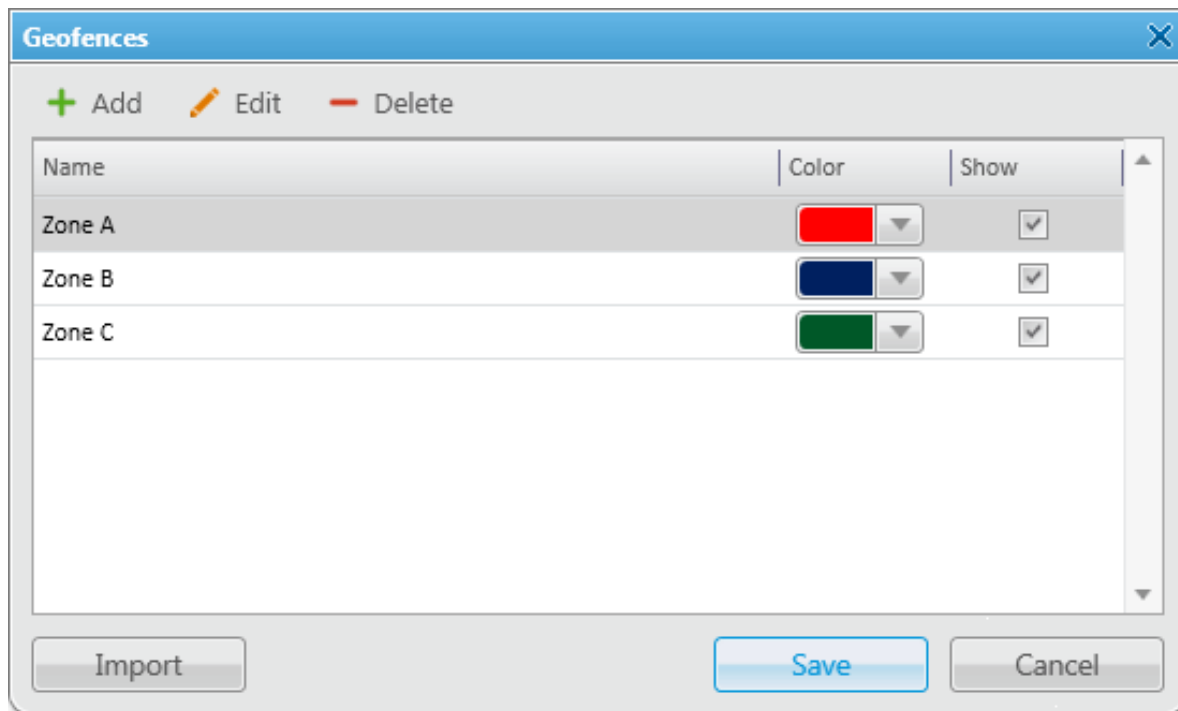 Geofences
Add Edit Delete
Name Color Show
Zone A
Zone B
Zone C
Import Save Cancel